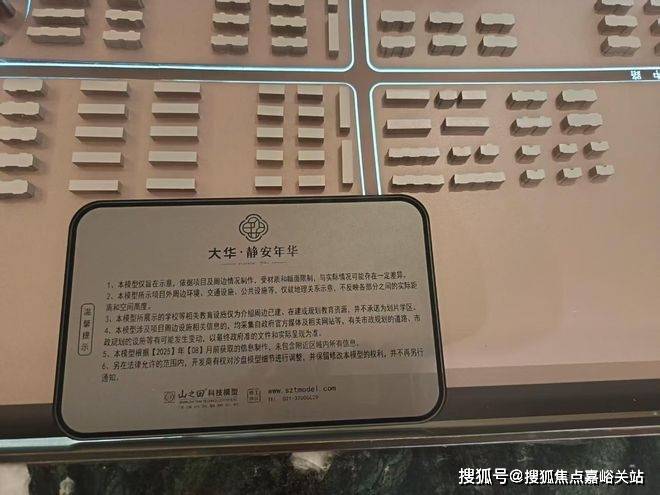 大华·静安年华
温馨提示
1、本模型仅旨在示意，依据项目及周边情况制作，受材质和幅面限制，与实际情况可能存在一定差异。
2、本模型所示项目外周边环境、交通设施、公共设施等，仅就地理关系示意，不反映各部分之间的实际距
离和空间高度。
3、本模型所展示的学校等相关教育设施仅为介绍周边已建、在建或规划教育资源，并不承诺为划片学区。
4、本模型涉及项目周边设施相关信息的，均采集自政府官方媒体及相关网站等，有关市政规划的道路、市
政规划的设施等有可能发生变动，以最终政府准的文件和实际呈现为准。
5、本模型根据【2025】年【08】月前获取的信息制作，未包含附近区域内所有信息。
6、另在法律允许的范围内，开发商有权对沙盘模型细节进行调整，并保留修改本模型的权利，并不再另行
通知。
山之田科技模型
www.sztmodel.com
搜狐号@搜狐焦点嘉峪关站